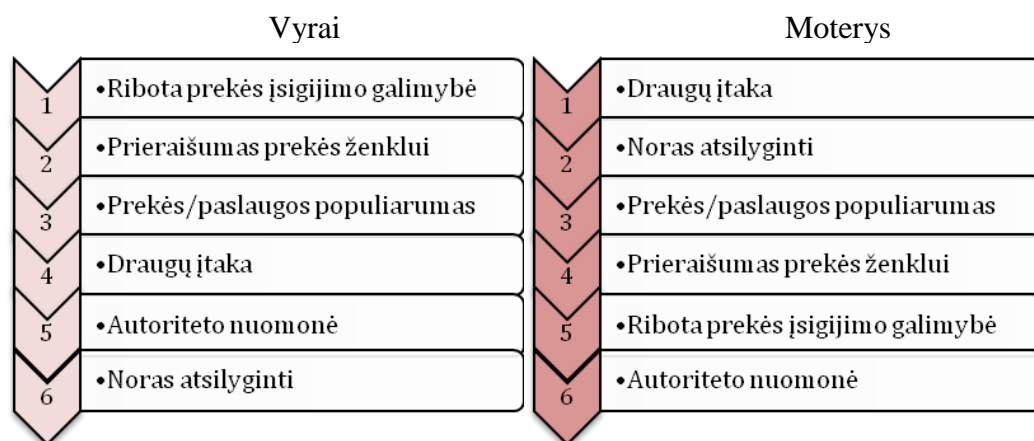 Vyrai
1
•Ribota prekės įsigijimo galimybė
2
•Prieraišumas prekės ženklui
3
•Prekės/paslaugos populiarumas
4
•Draugų įtaka
5
•Autoriteto nuomonė
6
•Noras atsilyginti
Moterys
1
•Draugų įtaka
2
•Noras atsilyginti
3
•Prekės/paslaugos populiarumas
4
•Prieraišumas prekės ženklui
5
•Ribota prekės įsigijimo galimybė
6
•Autoriteto nuomonė